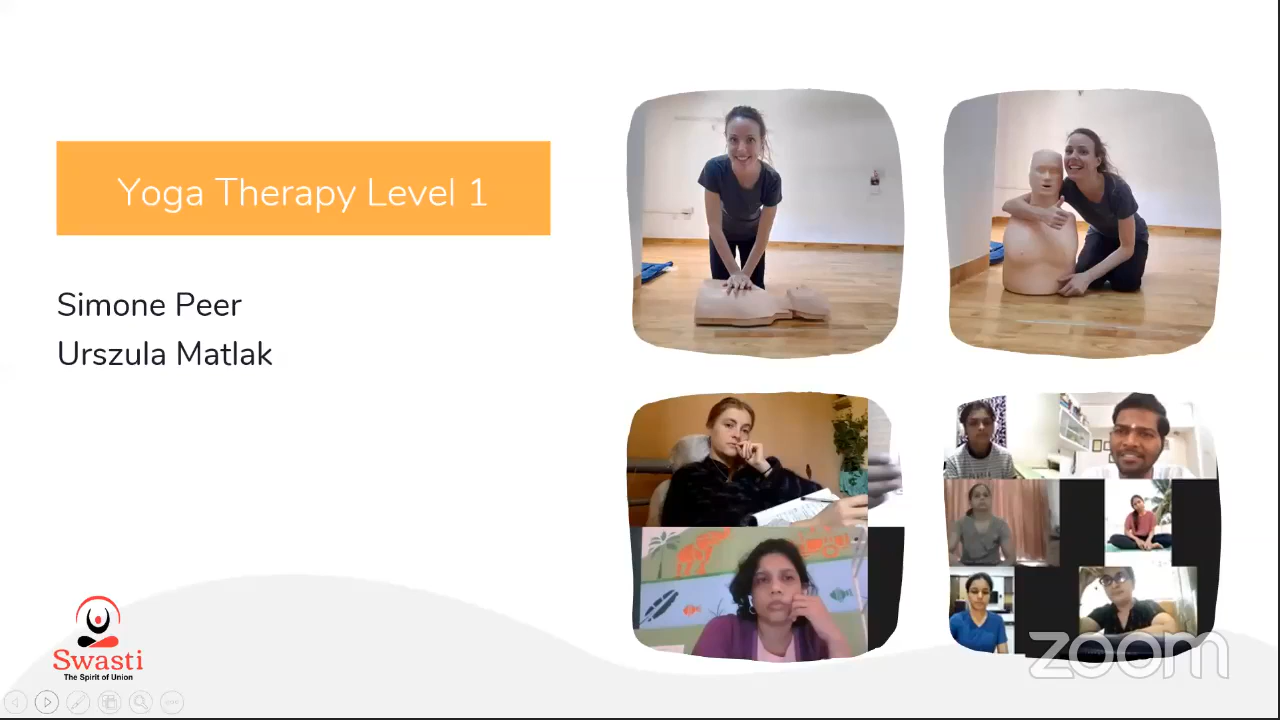 Yoga Therapy Level 1
Simone Peer
Urszula Matlak
Swasti
The Spirit of Union
zoom